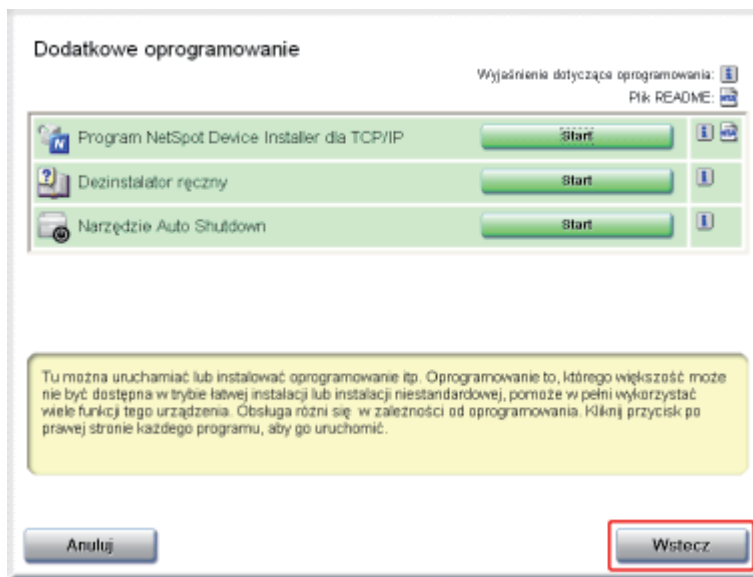 Dodatkowe oprogramowanie
Wyjaśnienie dotyczące oprogramowania:
Plik README:
Program NetSpot Device Installer dla TCP/IP Start
Dezinstalator ręczny Start
Narzędzie Auto Shutdown Start
Tu można uruchamiać lub instalować oprogramowanie itp. Oprogramowanie to, którego większość może
nie być dostępna w trybie łatwej instalacji lub instalacji niestandardowej, pomoże w pełni wykorzystać
wiele funkcji tego urządzenia. Obsługa różni się w zależności od oprogramowania. Kliknij przycisk po
prawej stronie każdego programu, aby go uruchomić.
Anuluj Wstecz